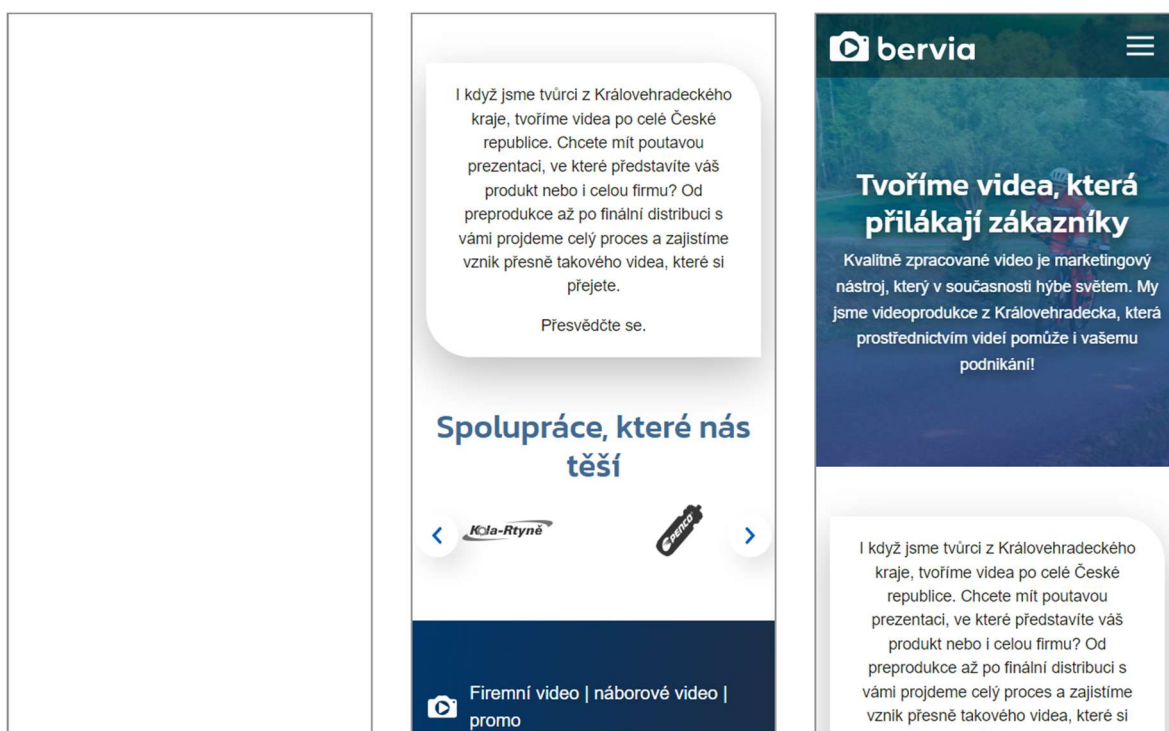 I když jsme tvůrci z Královehradeckého
kraje, tvoříme videa po celé České
republice. Chcete mít poutavou
prezentaci, ve které představíte váš
produkt nebo i celou firmu? Od
preprodukce až po finální distribuci s
vámi projdeme celý proces a zajistíme
vznik přesně takového videa, které si
přejete.
Přesvědčte se.
Spolupráce, které nás
těší
Kola-Rtyně
PENCO
Firemní video | náborové video |
promo
bervia
Tvoříme videa, která
přilákají zákazníky
Kvalitně zpracované video je marketingový
nástroj, který v současnosti hýbe světem. My
jsme videoprodukce z Královehradecka, která
prostřednictvím videí pomůže i vašemu
podnikání!
I když jsme tvůrci z Královehradeckého
kraje, tvoříme videa po celé České
republice. Chcete mít poutavou
prezentaci, ve které představíte váš
produkt nebo i celou firmu? Od
preprodukce až po finální distribuci s
vámi projdeme celý proces a zajistíme
vznik přesně takového videa, které si